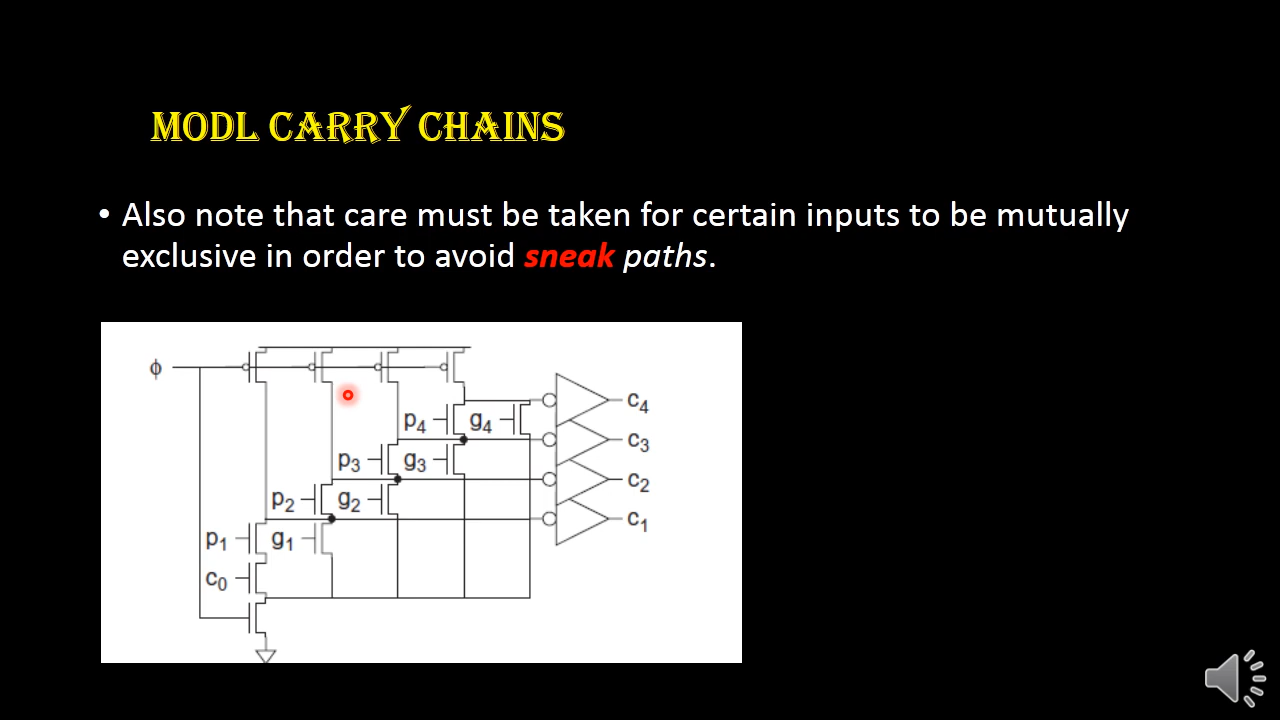 MODL CARRY CHAINS
• Also note that care must be taken for certain inputs to be mutually
exclusive in order to avoid sneak paths.
ϕ
p₄ g₄ c₄
p₃ g₃ c₃
p₂ g₂ c₂
p₁ g₁ c₁
c₀